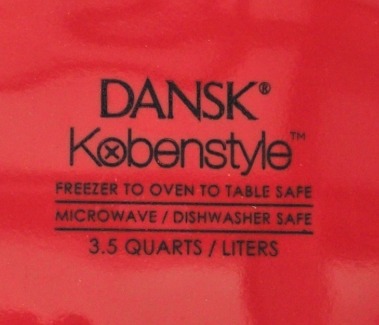 DANSK®
Kobenstyle™
FREEZER TO OVEN TO TABLE SAFE
MICROWAVE / DISHWASHER SAFE
3.5 QUARTS / LITERS